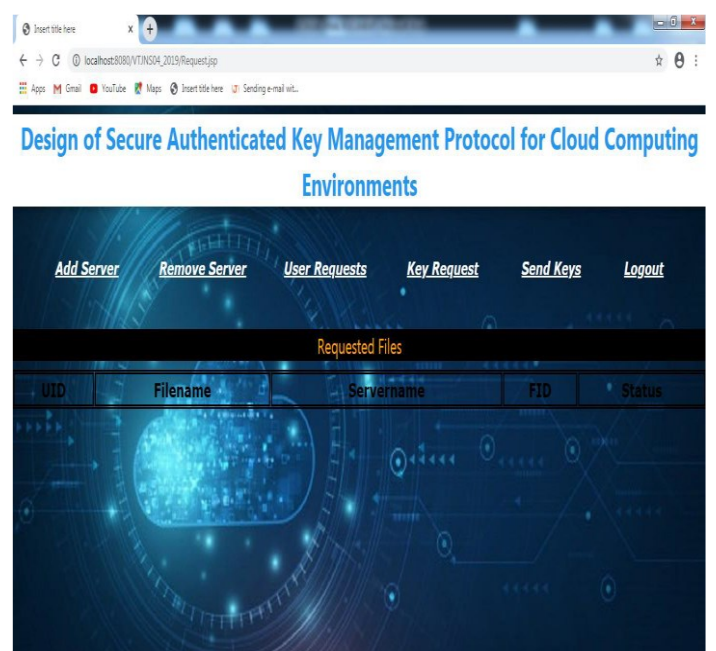 Insert title here x +
localhost:8080/VTJNS04_2019/Request.jsp
Apps Gmail YouTube Maps Insert title here Sending e-mail wit...
Design of Secure Authenticated Key Management Protocol for Cloud Computing
Environments
Add Server Remove Server User Requests Key Request Send Keys Logout
Requested Files
UID Filename Servername FID Status